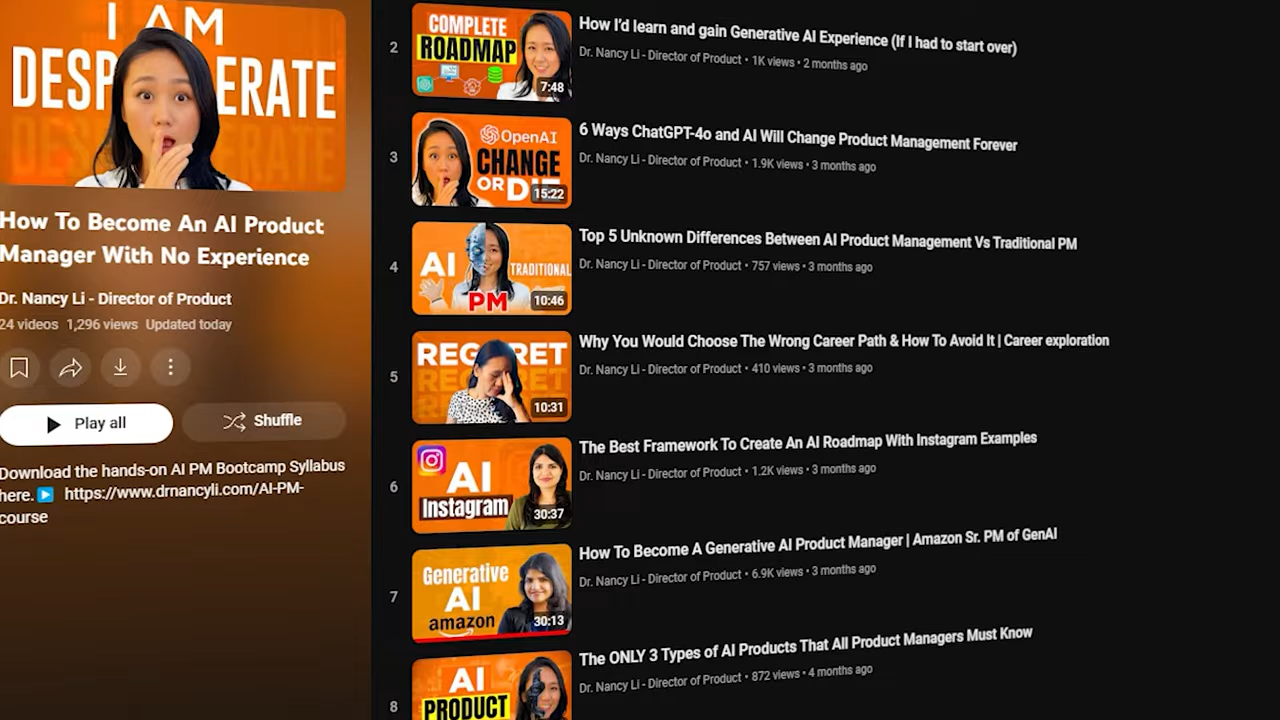 I AM
DESP ERATE
DESP ERATE
How To Become An AI Product
Manager With No Experience
Dr. Nancy Li - Director of Product
24 videos 1,296 views Updated today
Play all
Shuffle
Download the hands-on AI PM Bootcamp Syllabus
here. https://www.drnancyli.com/AI-PM-
course
2
COMPLETE
ROADMAP
7:48
How I'd learn and gain Generative AI Experience (If I had to start over)
Dr. Nancy Li - Director of Product • 1K views • 2 months ago
3
OpenAI
CHANGE
OR DIE
15:22
6 Ways ChatGPT-4o and AI Will Change Product Management Forever
Dr. Nancy Li - Director of Product • 1.9K views • 3 months ago
4
AI
TRADITIONAL
PM
10:46
Top 5 Unknown Differences Between AI Product Management Vs Traditional PM
Dr. Nancy Li - Director of Product • 757 views • 3 months ago
5
REGRET
REGRET
10:31
Why You Would Choose The Wrong Career Path & How To Avoid It | Career exploration
Dr. Nancy Li - Director of Product • 410 views • 3 months ago
6
AI
Instagram
30:37
The Best Framework To Create An AI Roadmap With Instagram Examples
Dr. Nancy Li - Director of Product • 1.2K views • 3 months ago
7
Generative
AI
amazon
30:13
How To Become A Generative AI Product Manager | Amazon Sr. PM of GenAI
Dr. Nancy Li - Director of Product • 6.9K views • 3 months ago
8
AI
PRODUCT
The ONLY 3 Types of AI Products That All Product Managers Must Know
Dr. Nancy Li - Director of Product • 872 views • 4 months ago